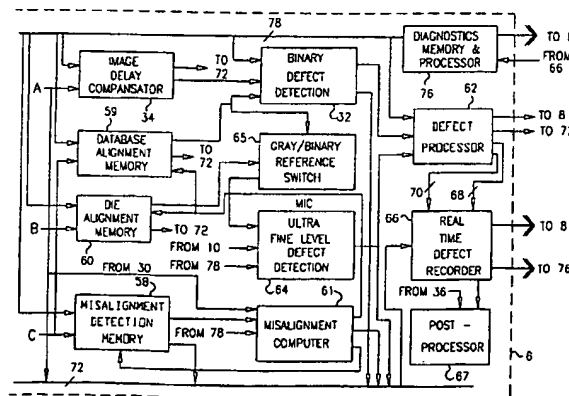 78
IMAGE
DELAY
COMPANSATOR
34
TO
72
BINARY
DEFECT
DETECTION
32
DIAGNOSTICS
MEMORY &
PROCESSOR
76
TO 8
FROM
66
A
59
DATABASE
ALIGNMENT
MEMORY
TO
72
65
GRAY/BINARY
REFERENCE
SWITCH
62
DEFECT
PROCESSOR
TO 8
TO 72
B
DIE
ALIGNMENT
MEMORY
60
TO 72
MIC
FROM 10
FROM
78
ULTRA
FINE LEVEL
DEFECT
DETECTION
64
70
68
66
REAL
TIME
DEFECT
RECORDER
TO 8
TO 76
FROM 30
58
C
MISALIGNMENT
DETECTION
MEMORY
FROM 78
61
MISALIGNMENT
COMPUTER
FROM 36
POST -
PROCESSOR
67
6
72